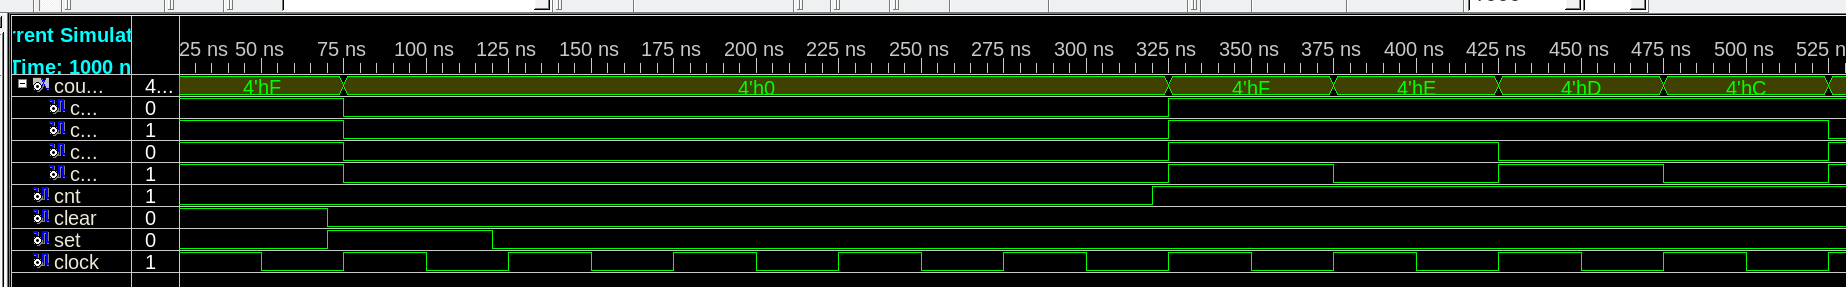 rrent Simulat
Time: 1000 n
25 ns 50 ns 75 ns 100 ns 125 ns 150 ns 175 ns 200 ns 225 ns 250 ns 275 ns 300 ns 325 ns 350 ns 375 ns 400 ns 425 ns 450 ns 475 ns 500 ns 525 n
cou... 4... 4'hF 4'h0 4'hF 4'hE 4'hD 4'hC
c... 0
c... 1
c... 0
c... 1
cnt 1
clear 0
set 0
clock 1